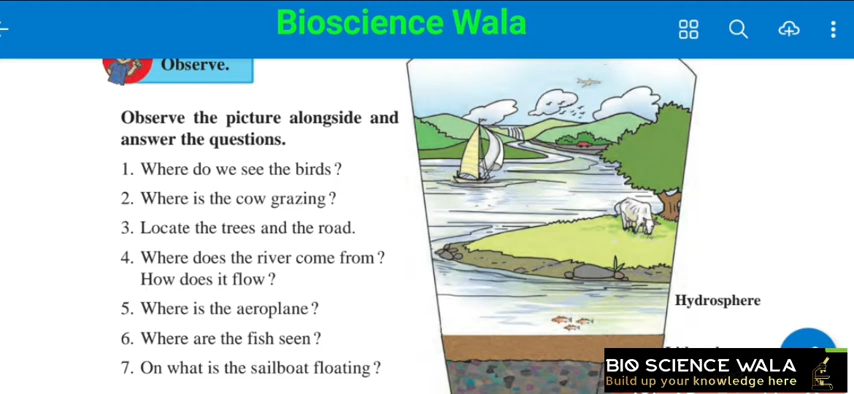 Bioscience Wala
Observe.
Observe the picture alongside and
answer the questions.
1. Where do we see the birds?
2. Where is the cow grazing?
3. Locate the trees and the road.
4. Where does the river come from?
How does it flow?
5. Where is the aeroplane?
6. Where are the fish seen?
7. On what is the sailboat floating?
Hydrosphere
BIO SCIENCE WALA
Build up your knowledge here